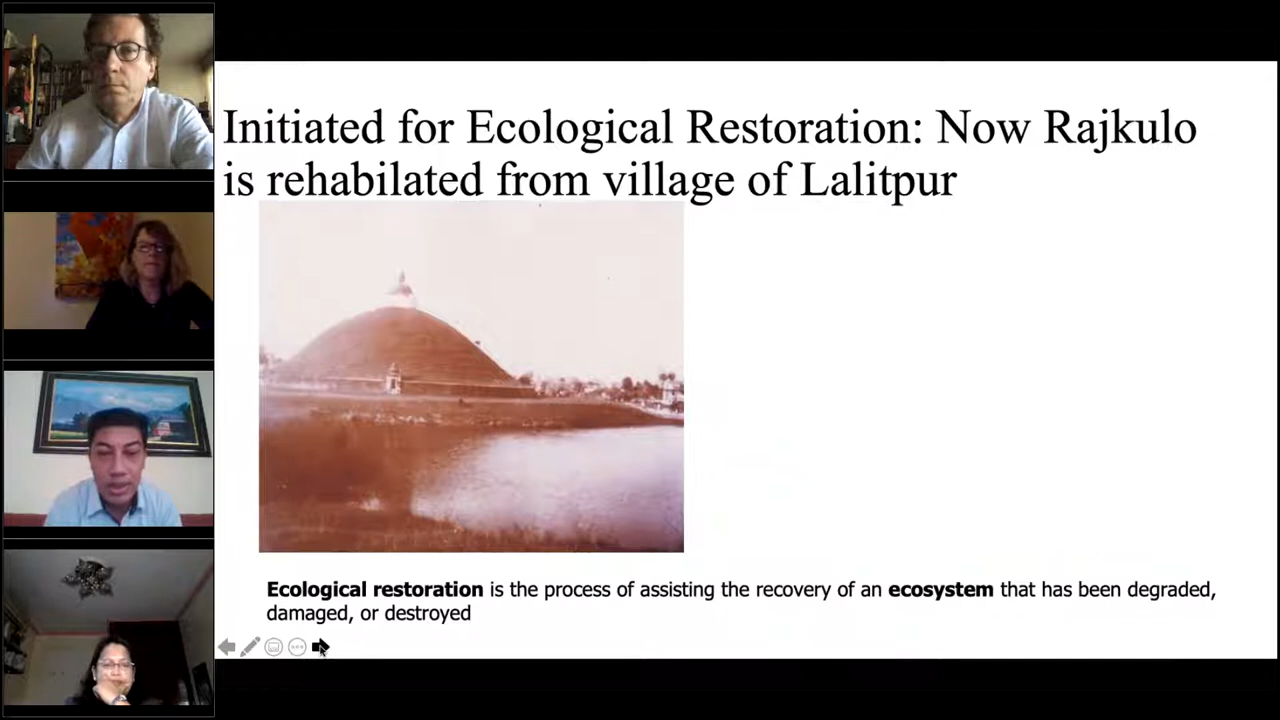 Initiated for Ecological Restoration: Now Rajkulo
is rehabilated from village of Lalitpur
Ecological restoration is the process of assisting the recovery of an ecosystem that has been degraded,
damaged, or destroyed